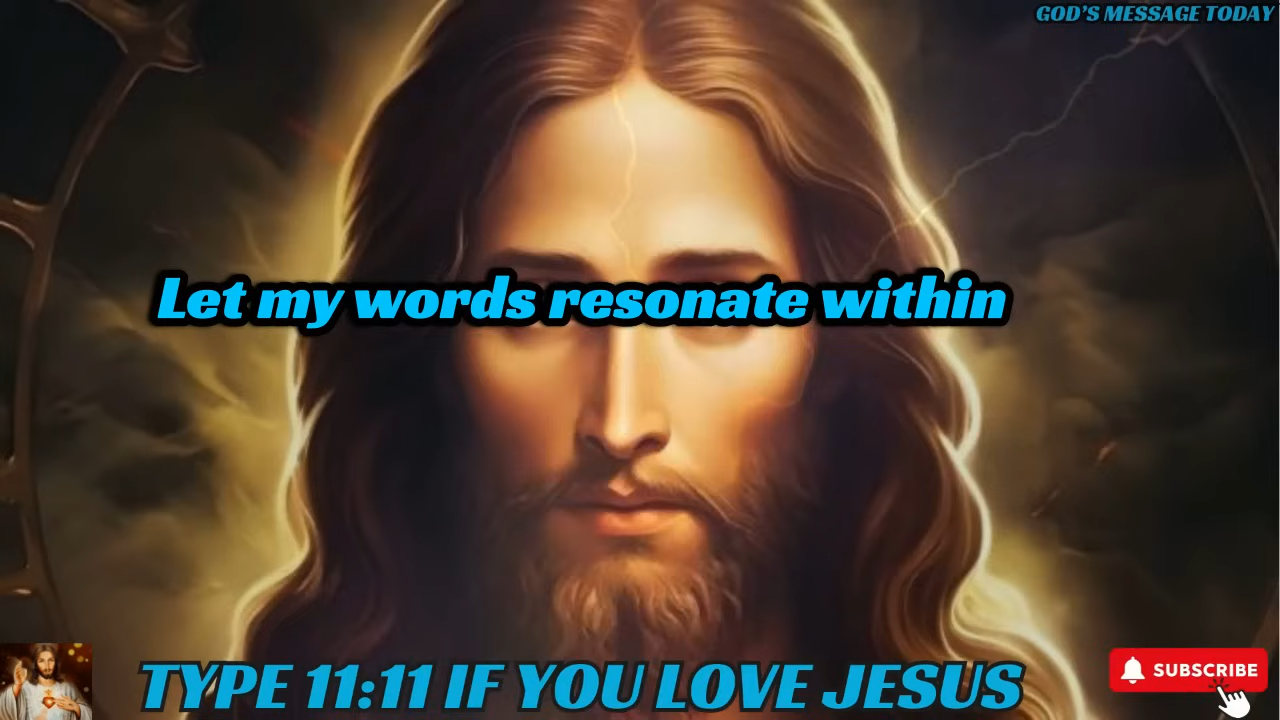 GOD'S MESSAGE TODAY
Let my words resonate within
TYPE 11:11 IF YOU LOVE JESUS
SUBSCRIBE